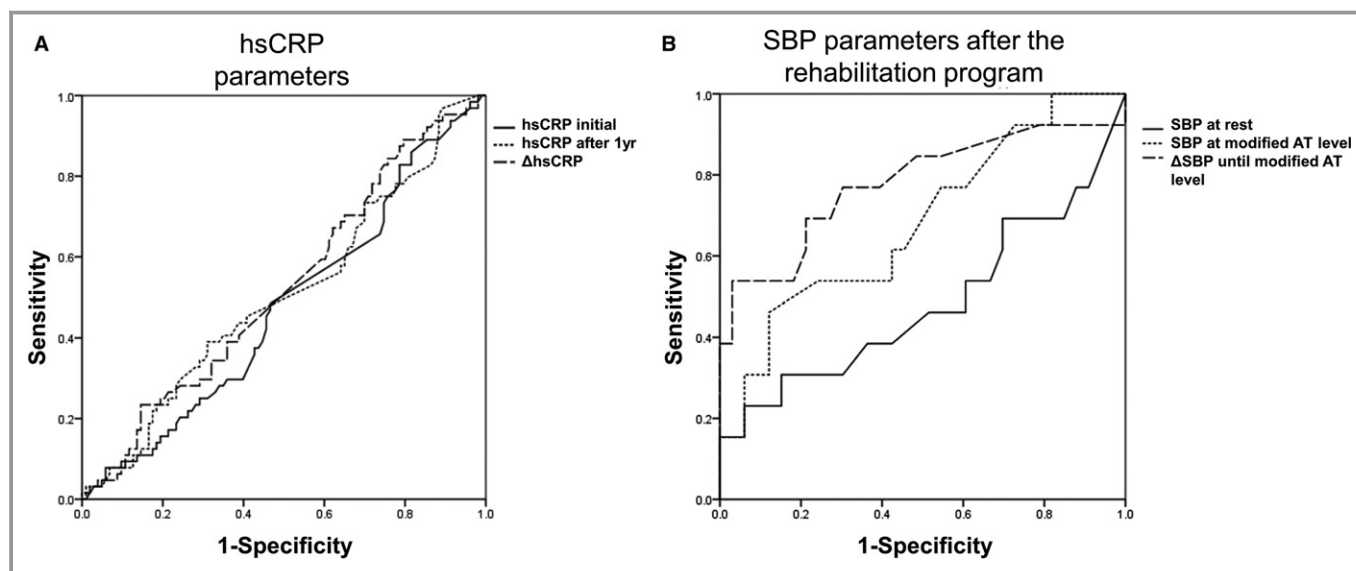 A
hsCRP
parameters
1.0
0.8
0.6
0.4
0.2
0.0
0.0
0.2
0.4
0.6
0.8
1.0
Sensitivity
1-Specificity
hsCRP initial
hsCRP after 1yr
ΔhsCRP
B
SBP parameters after the
rehabilitation program
1.0
0.8
0.6
0.4
0.2
0.0
0.0
0.2
0.4
0.6
0.8
1.0
Sensitivity
1-Specificity
SBP at rest
SBP at modified AT level
ΔSBP until modified AT
level